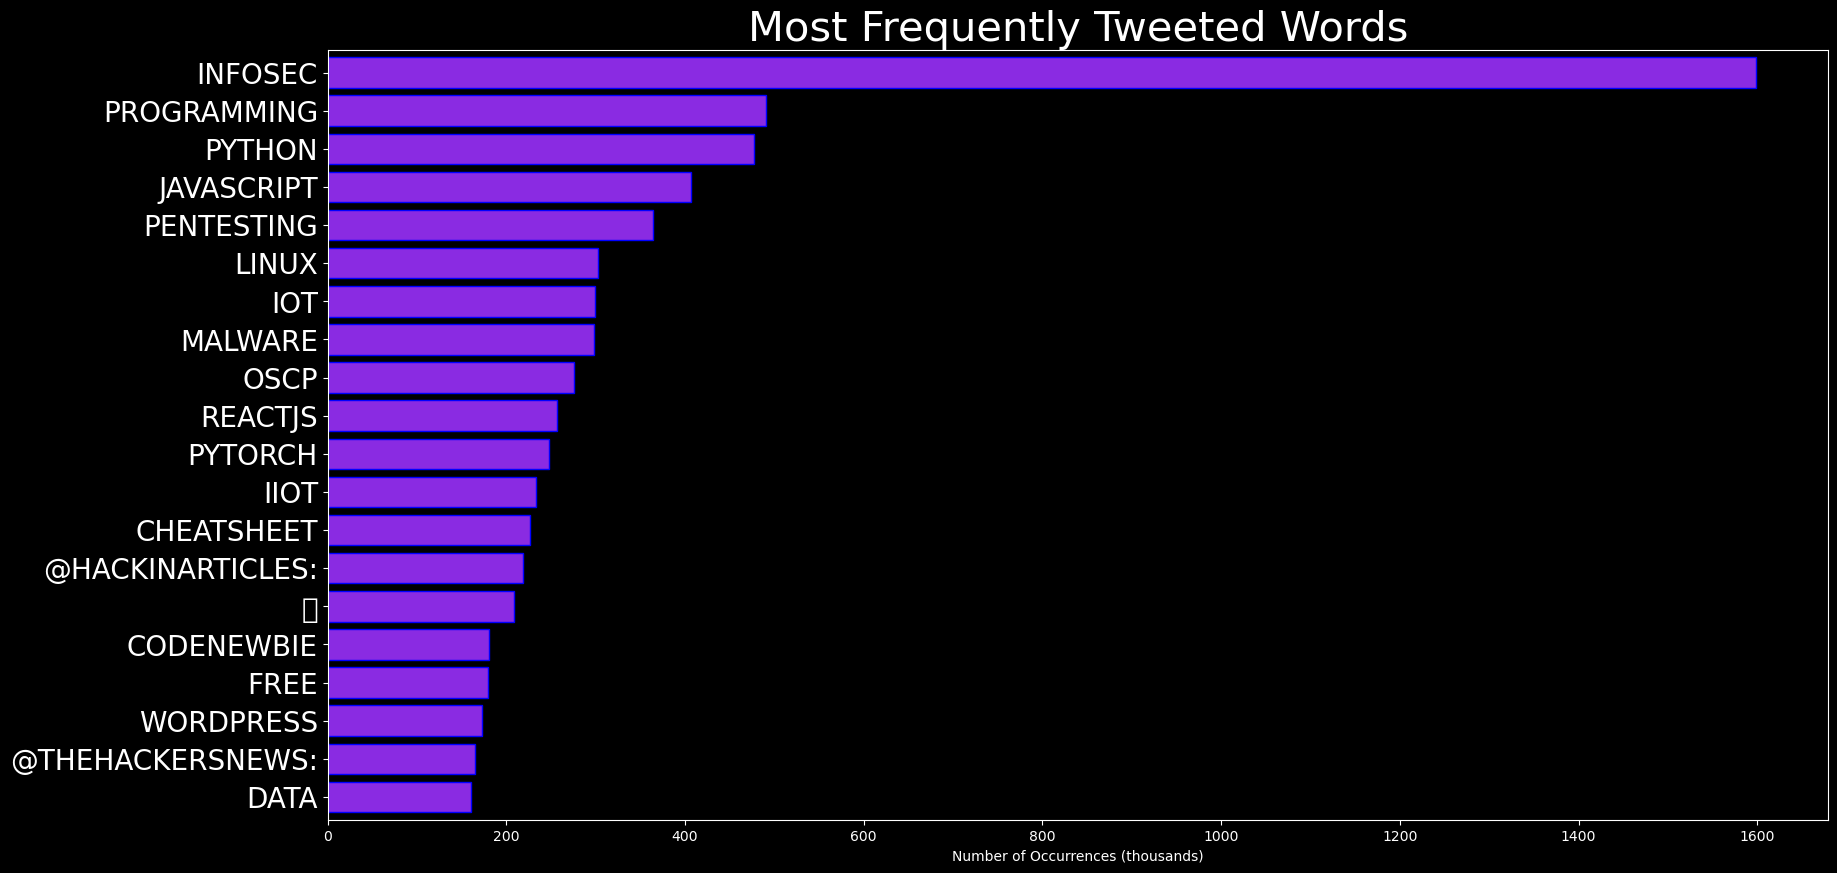 Most Frequently Tweeted Words
INFOSEC
PROGRAMMING
PYTHON
JAVASCRIPT
PENTESTING
LINUX
IOT
MALWARE
OSCP
REACTJS
PYTORCH
IIOT
CHEATSHEET
@HACKINARTICLES:
CODENEWBIE
FREE
WORDPRESS
@THEHACKERSNEWS:
DATA
0 200 400 600 800 1000 1200 1400 1600
Number of Occurrences (thousands)